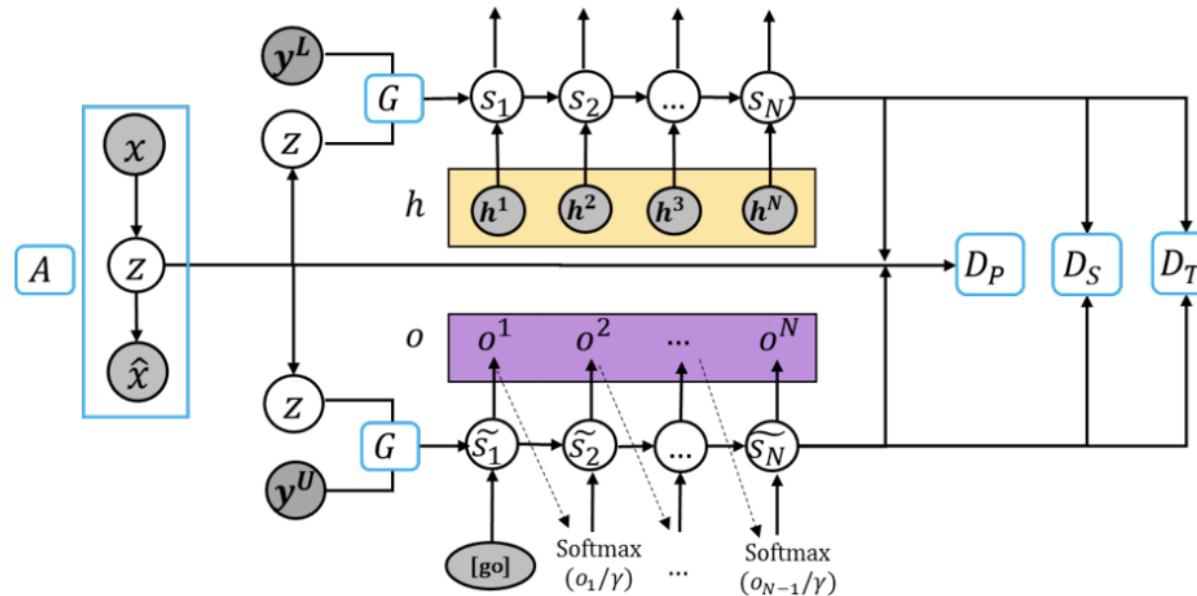 y^L
G
s_1 s_2 ... s_N
x
z
h
h^1 h^2 h^3 h^N
A
z
D_P D_S D_T
x̂
o
o^1 o^2 ... o^N
z
G
s̃_1 s̃_2 ... s̃_N
y^U
[go]
Softmax
(o_1/γ)
...
Softmax
(o_{N−1}/γ)